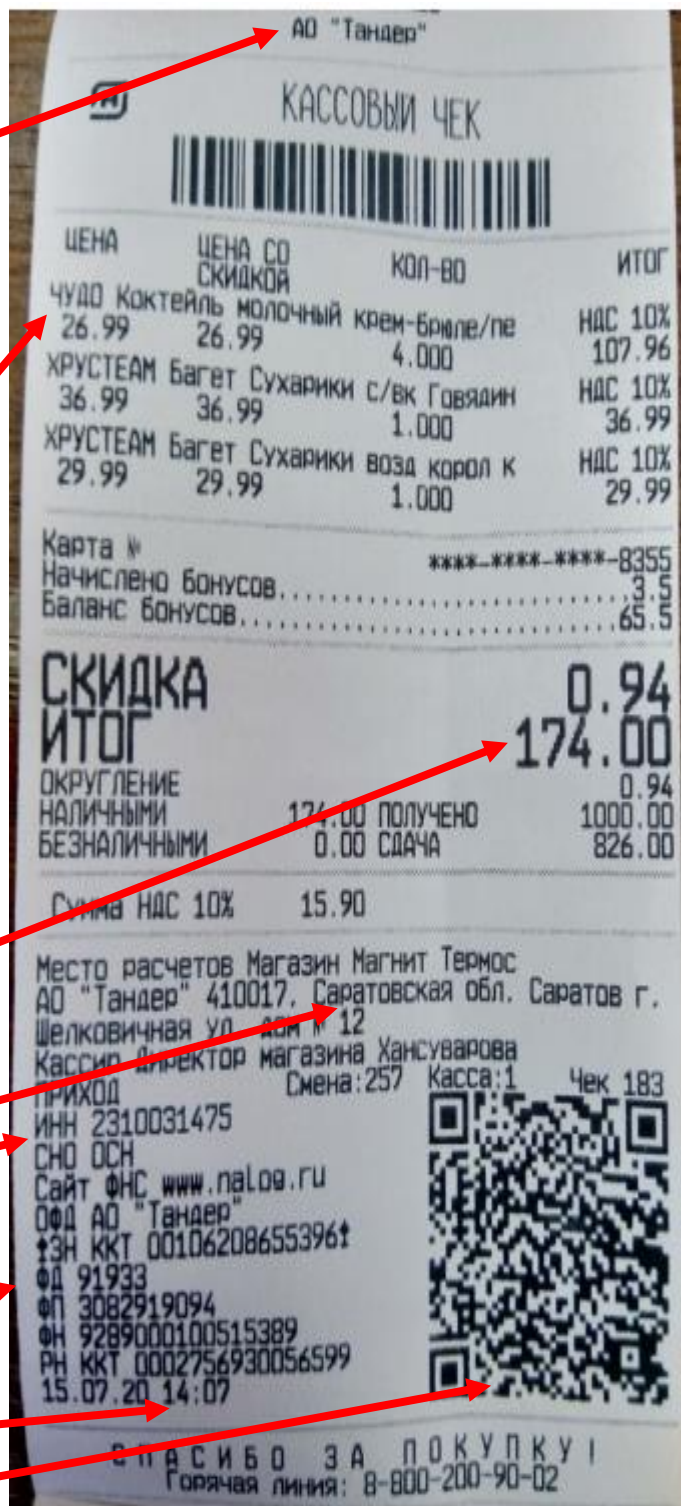 АО "Тандер"
КАССОВЫЙ ЧЕК
ЦЕНА ЦЕНА СО СКИДКОЙ КОЛ-ВО ИТОГ
ЧУДО Коктейль молочный крем-брюле/пе НДС 10%
26.99 26.99 4.000 107.96
ХРУСТЕАМ Багет Сухарики С/ВК Говядин НДС 10%
36.99 36.99 1.000 36.99
ХРУСТЕАМ Багет Сухарики возд корол К НДС 10%
29.99 29.99 1.000 29.99
Карта № ****-****-****-8355
Начислено бонусов.....................3.5
Баланс бонусов.....................65.5
СКИДКА 0.94
ИТОГ 174.00
ОКРУГЛЕНИЕ 0.94
НАЛИЧНЫМИ 174.00 ПОЛУЧЕНО 1000.00
БЕЗНАЛИЧНЫМИ 0.00 СДАЧА 826.00
Сумма НДС 10% 15.90
Место расчетов Магазин Магнит Термос
АО "Тандер" 410017, Саратовская обл. Саратов г.
Шелковичная ул. дом № 12
Кассир Директор магазина Хансуварова
ПРИХОД Смена:257 Касса:1 Чек 183
ИНН 2310031475
СНО ОСН
Сайт ФНС www.nalog.ru
ОФД АО "Тандер"
ЗН ККТ 00106208655396
ФД 91933
ФП 3082919094
ФН 9289000100515389
РН ККТ 0002756930056599
15.07.20 14:07
СПАСИБО ЗА ПОКУПКУ!
Горячая линия: 8-800-200-90-02